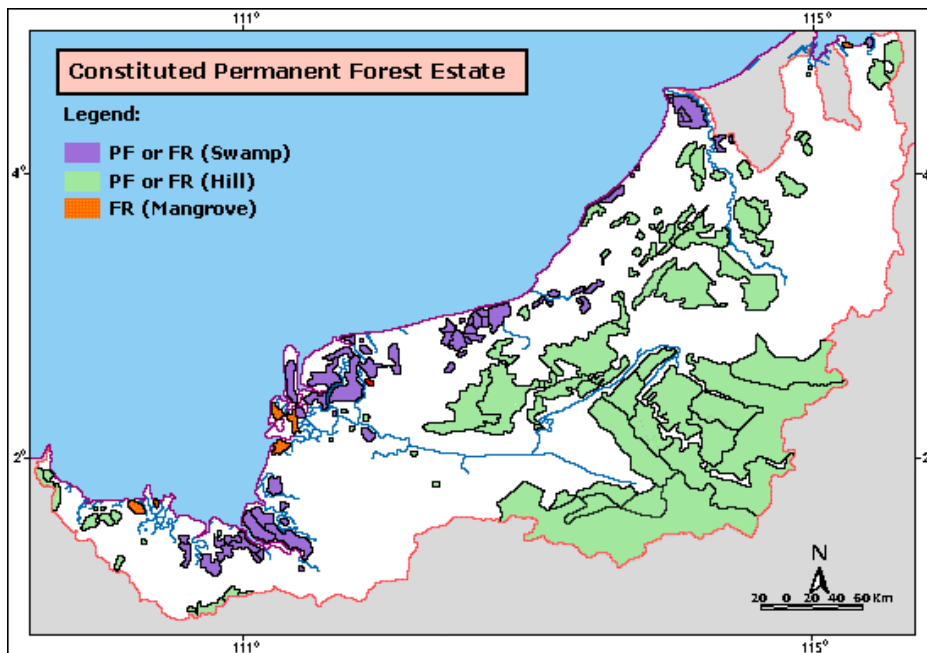 111°
115°
Constituted Permanent Forest Estate
Legend:
PF or FR (Swamp)
PF or FR (Hill)
FR (Mangrove)
4°
4°
2°
2
N
20 0 20 40 60 Km
111°
115°